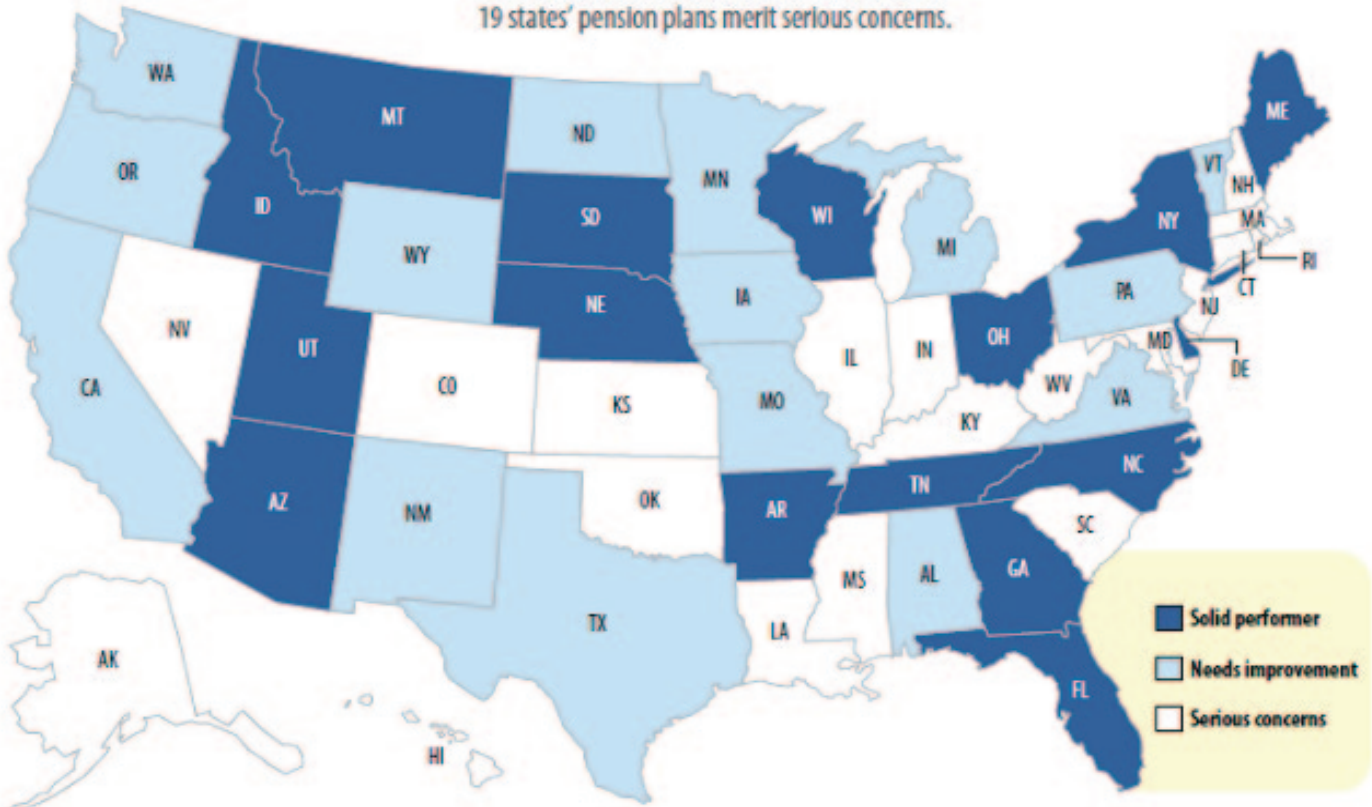 19 states' pension plans merit serious concerns.
WA
MT
ND
MN
OR
ID
SD
WI
WY
MI
NY
VT
NH
ME
MA
RI
CT
NV
UT
NE
IA
PA
NJ
CA
CO
KS
MO
IL
IN
OH
WV
MD
DE
VA
KY
AZ
NM
OK
AR
TN
NC
SC
TX
LA
MS
AL
GA
FL
AK
HI
Solid performer
Needs improvement
Serious concerns